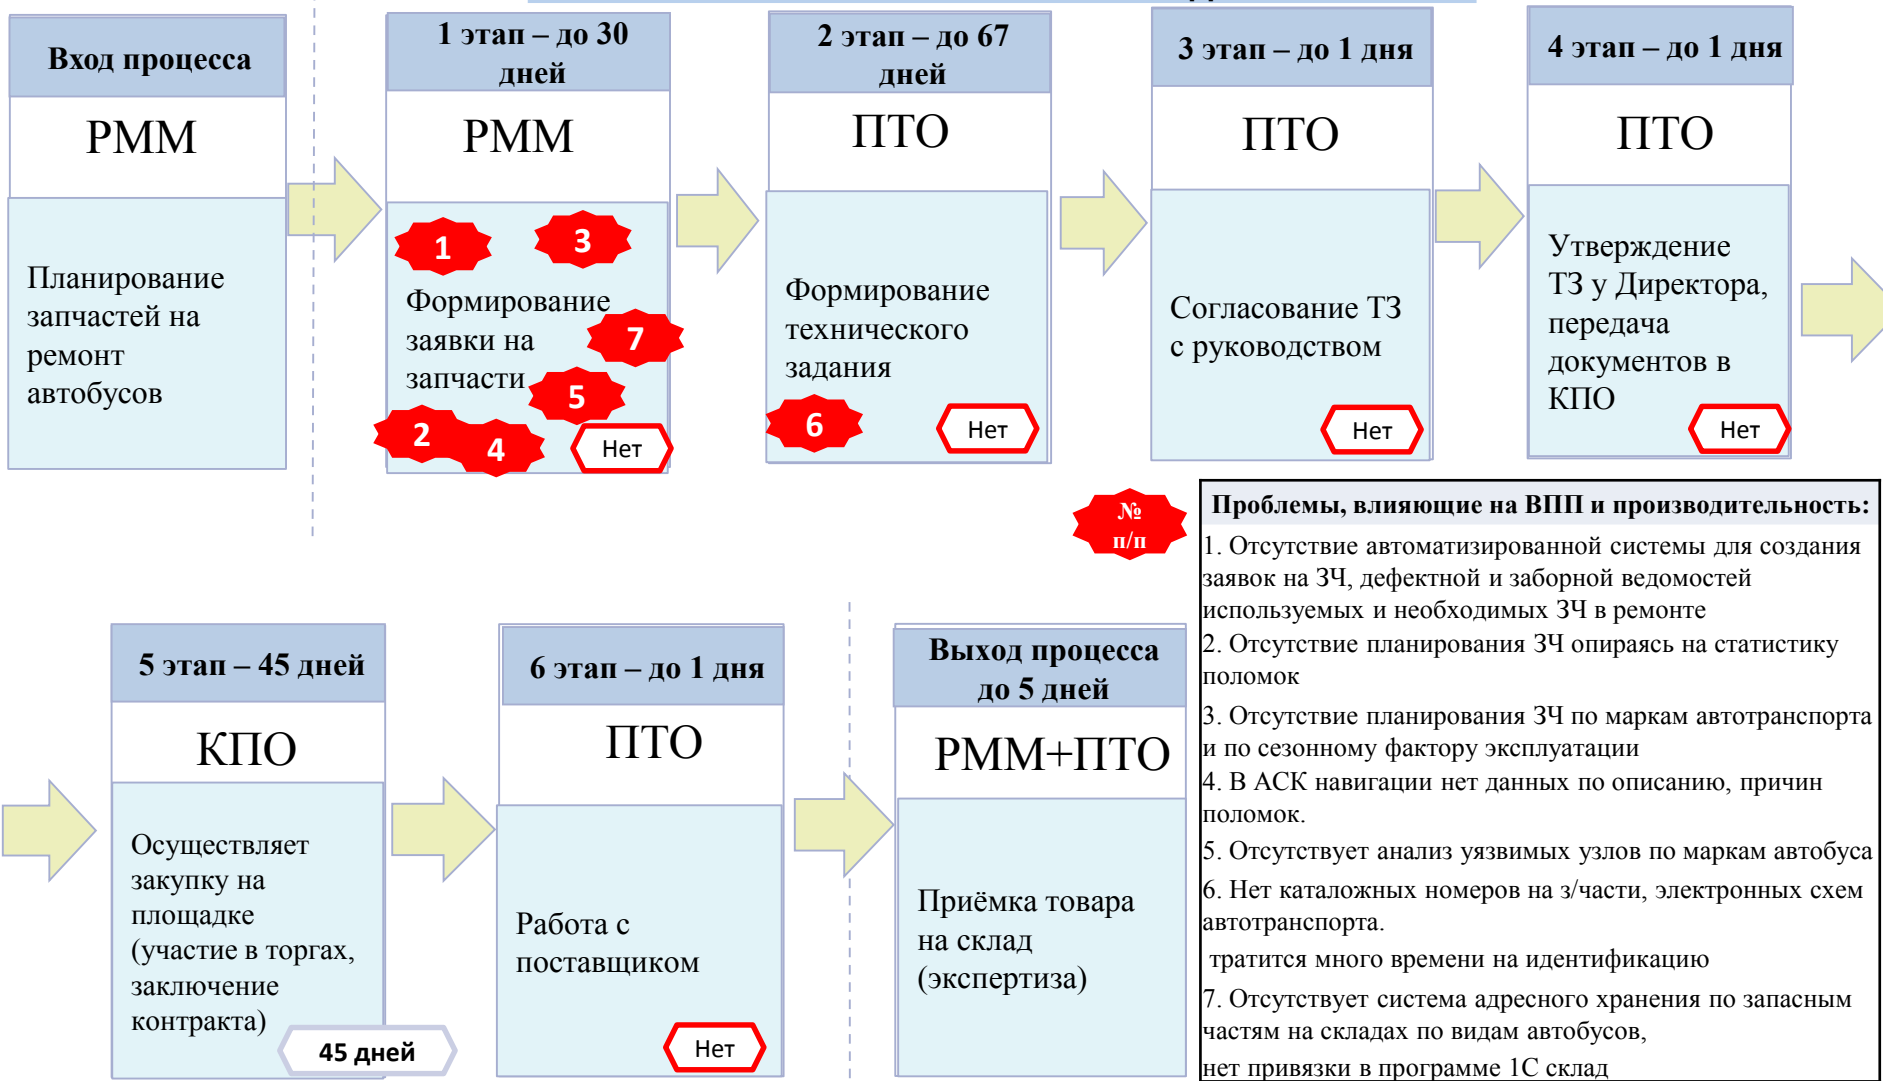 Вход процесса
РММ
Планирование
запчастей на
ремонт
автобусов
1 этап – до 30
дней
РММ
1
3
Формирование
заявки на
запчасти
7
5
2
4
Нет
2 этап – до 67
дней
ПТО
Формирование
технического
задания
6
Нет
3 этап – до 1 дня
ПТО
Согласование ТЗ
с руководством
Нет
4 этап – до 1 дня
ПТО
Утверждение
ТЗ у Директора,
передача
документов в
КПО
Нет
№
п/п
Проблемы, влияющие на ВПП и производительность:
1. Отсутствие автоматизированной системы для создания
заявок на ЗЧ, дефектной и заборной ведомостей
используемых и необходимых ЗЧ в ремонте
2. Отсутствие планирования ЗЧ опираясь на статистику
поломок
3. Отсутствие планирования ЗЧ по маркам автотранспорта
и по сезонному фактору эксплуатации
4. В АСК навигации нет данных по описанию, причин
поломок.
5. Отсутствует анализ уязвимых узлов по маркам автобуса
6. Нет каталожных номеров на з/части, электронных схем
автотранспорта.
тратится много времени на идентификацию
7. Отсутствует система адресного хранения по запасным
частям на складах по видам автобусов,
нет привязки в программе 1С склад
5 этап – 45 дней
КПО
Осуществляет
закупку на
площадке
(участие в торгах,
заключение
контракта)
45 дней
6 этап – до 1 дня
ПТО
Работа с
поставщиком
Нет
Выход процесса
до 5 дней
РММ+ПТО
Приёмка товара
на склад
(экспертиза)